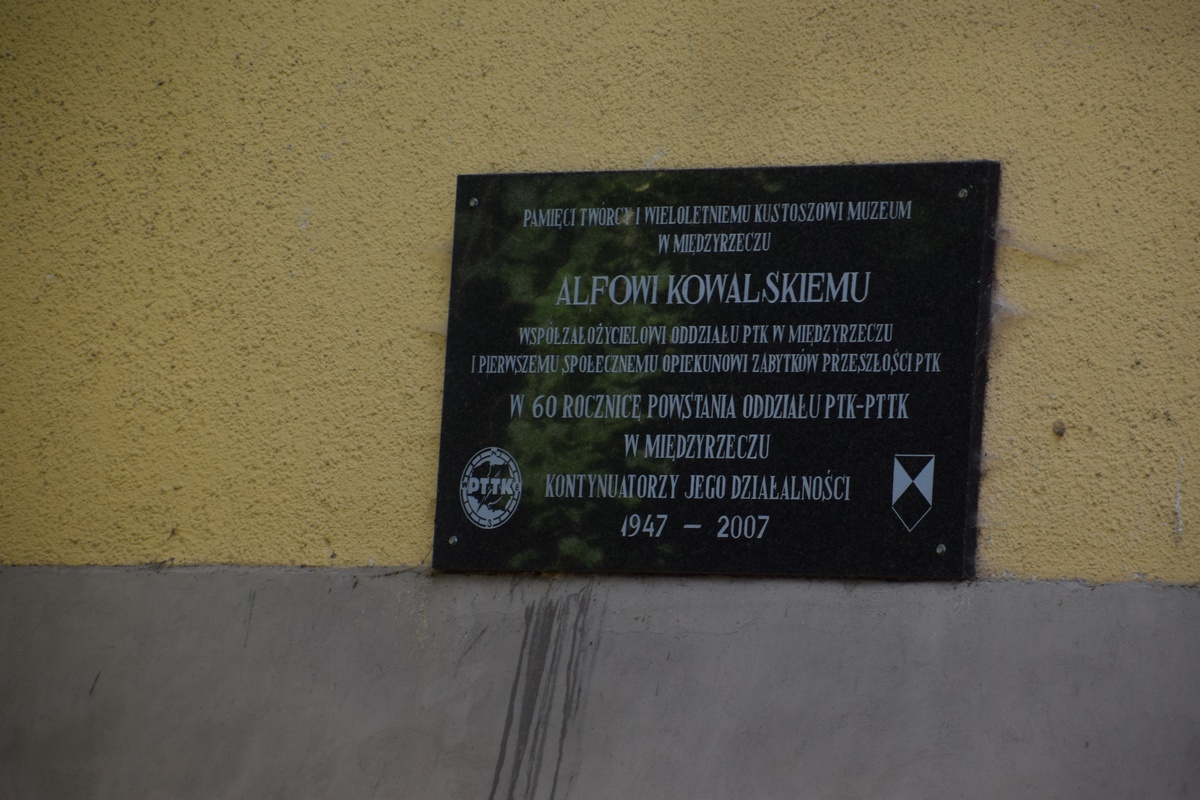 PAMIĘCI TWÓRCY I WIELOLETNIEMU KUSTOSZOWI MUZEUM
W MIĘDZYRZECZU
ALFOWI KOWALSKIEMU
WSPÓŁZAŁOŻYCIELOWI ODDZIAŁU PTK W MIĘDZYRZECZU
I PIERWSZEMU SPOŁECZNEMU OPIEKUNOWI ZABYTKÓW PRZESZŁOŚCI PTK
W 60 ROCZNICĘ POWSTANIA ODDZIAŁU PTK-PTTK
W MIĘDZYRZECZU
KONTYNUATORZY JEGO DZIAŁALNOŚCI
1947 – 2007
PTTK